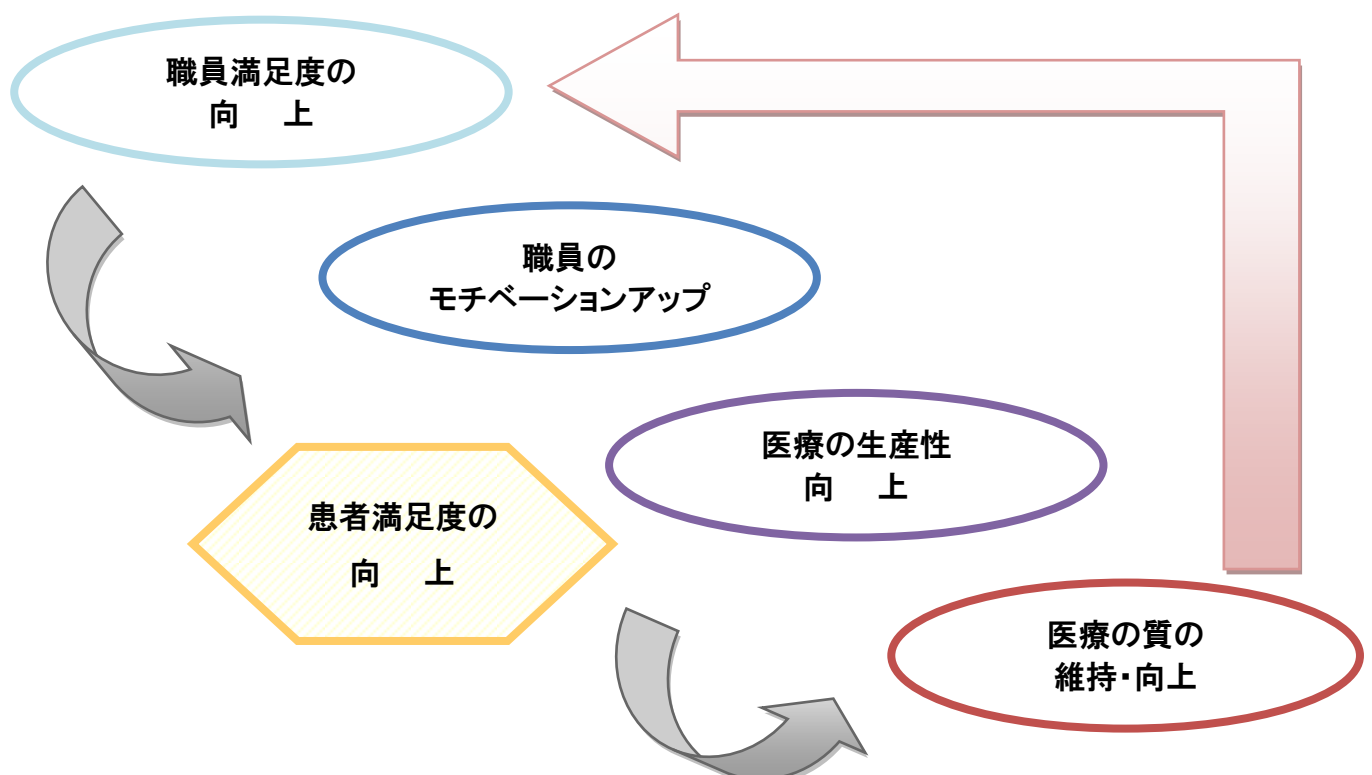 職員満足度の
向 上
職員の
モチベーションアップ
医療の生産性
向 上
患者満足度の
向 上
医療の質の
維持・向上